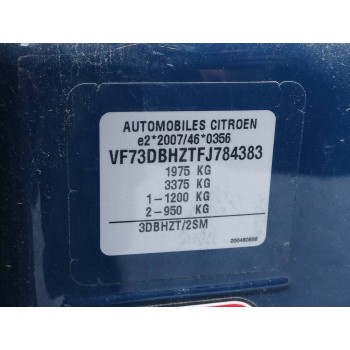 AUTOMOBILES CITROEN
e2*2007/46*0356
VF73DBHZTFJ784383
1975 KG
3375 KG
1-1200 KG
2-950 KG
3DBHZT/2SM